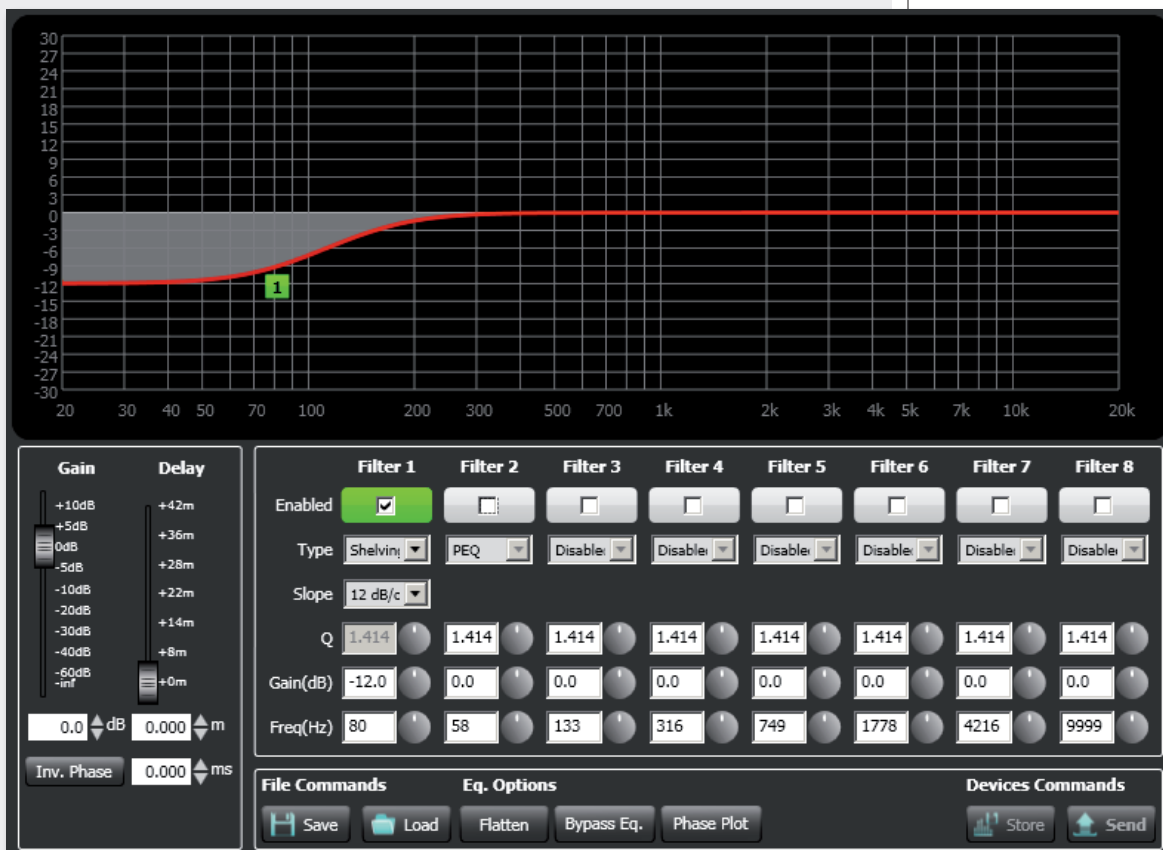 30
27
24
21
18
15
12
9
6
3
0
-3
-6
-9
-12
-15
-18
-21
-24
-27
-30
1
20 30 40 50 70 100 200 300 500 700 1k 2k 3k 4k 5k 7k 10k 20k
Gain Delay
+10dB
+5dB
0dB
-5dB
-10dB
-20dB
-30dB
-40dB
-60dB
-inf
+42m
+36m
+28m
+22m
+14m
+8m
+0m
0.0 dB 0.000 m
Inv. Phase 0.000 ms
Filter 1 Filter 2 Filter 3 Filter 4 Filter 5 Filter 6 Filter 7 Filter 8
Enabled
Type Shelving PEQ Disable Disable Disable Disable Disable Disable
Slope 12 dB/c
Q 1.414 1.414 1.414 1.414 1.414 1.414 1.414 1.414
Gain(dB) -12.0 0.0 0.0 0.0 0.0 0.0 0.0 0.0
Freq(Hz) 80 58 133 316 749 1778 4216 9999
File Commands Eq. Options Devices Commands
Save Load Flatten Bypass Eq. Phase Plot Store Send